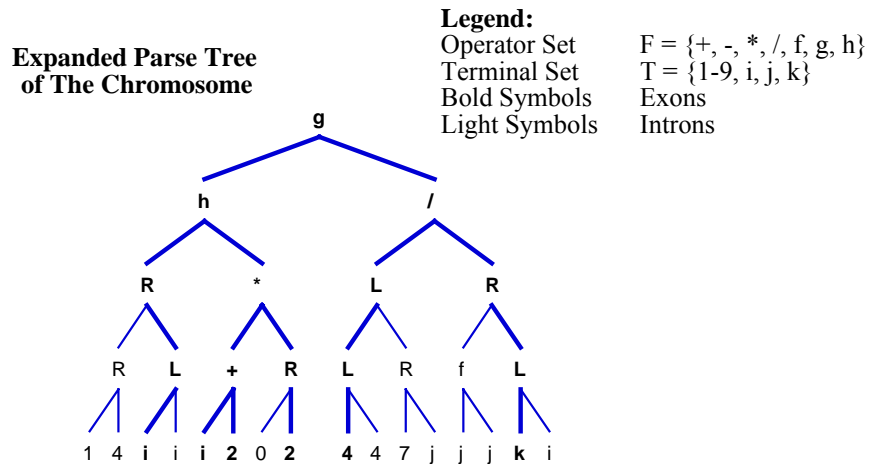 Legend:
Operator Set F = {+, -, *, /, f, g, h}
Terminal Set T = {1-9, i, j, k}
Bold Symbols Exons
Light Symbols Introns
Expanded Parse Tree
of The Chromosome
g
h /
R * L R
R L + R L R f L
1 4 i i i 2 0 2 4 4 7 j j j k i